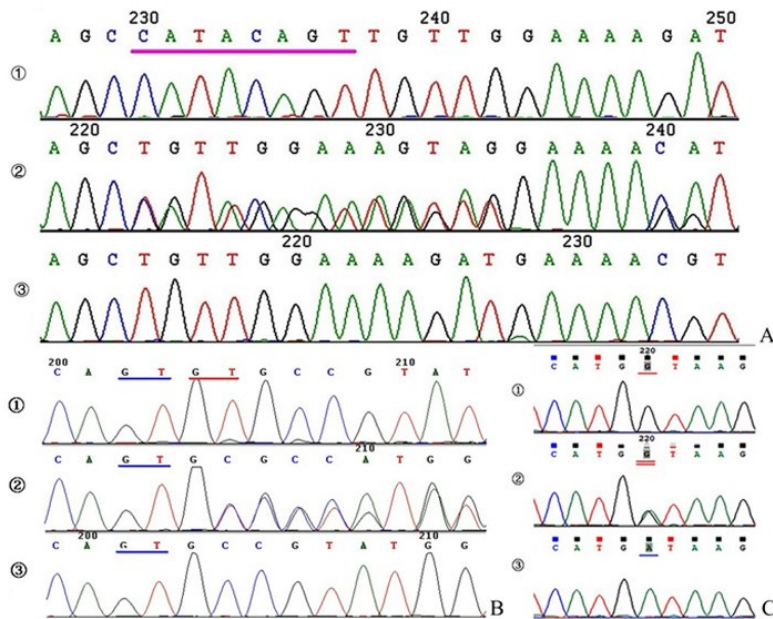 230 240 250
A G C C A T A C A G T T G T T G G A A A A G A T
①
220 230 240
A G C T G T T G G A A A G T A G G A A A A C A T
②
220 230
A G C T G T T G G A A A A G A T G A A A A C G T
③
A
200 210
C A G T G T G C C G T A T
①
210
C A G T G C G C C A T G G
②
200 210
C A G T G C C G T A T G G
③
B
220
C A T G G T A A G
①
220
C A T G G T A A G
②
C A T G A T A A G
③
C